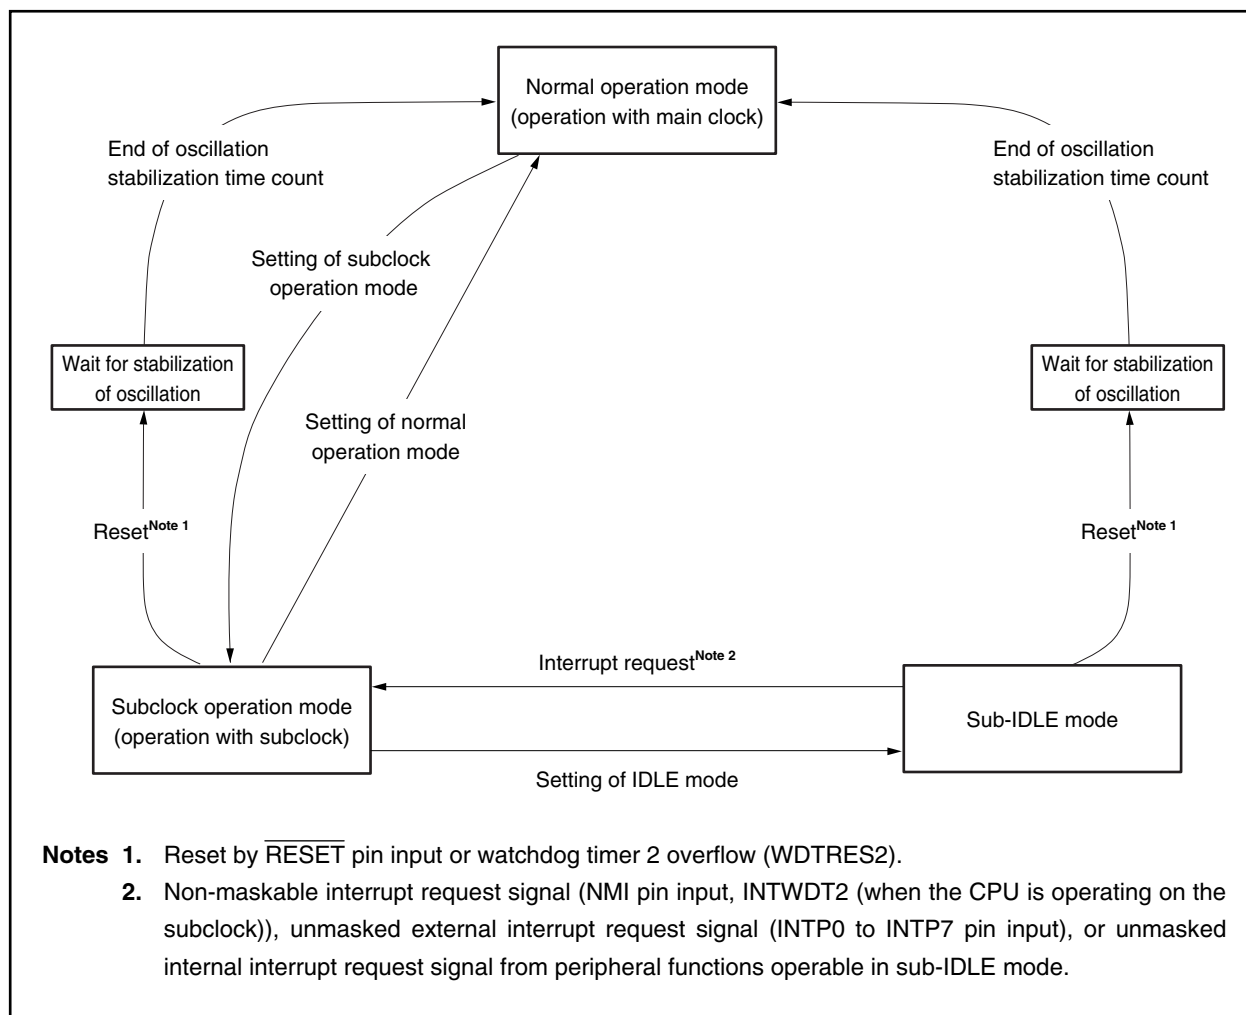 Normal operation mode
(operation with main clock)
End of oscillation
stabilization time count
End of oscillation
stabilization time count
Setting of subclock
operation mode
Wait for stabilization
of oscillation
Wait for stabilization
of oscillation
Setting of normal
operation mode
Reset Note 1
Reset Note 1
Interrupt request Note 2
Subclock operation mode
(operation with subclock)
Sub-IDLE mode
Setting of IDLE mode
Notes 1. Reset by RESET pin input or watchdog timer 2 overflow (WDTRES2).
2. Non-maskable interrupt request signal (NMI pin input, INTWDT2 (when the CPU is operating on the
subclock)), unmasked external interrupt request signal (INTP0 to INTP7 pin input), or unmasked
internal interrupt request signal from peripheral functions operable in sub-IDLE mode.